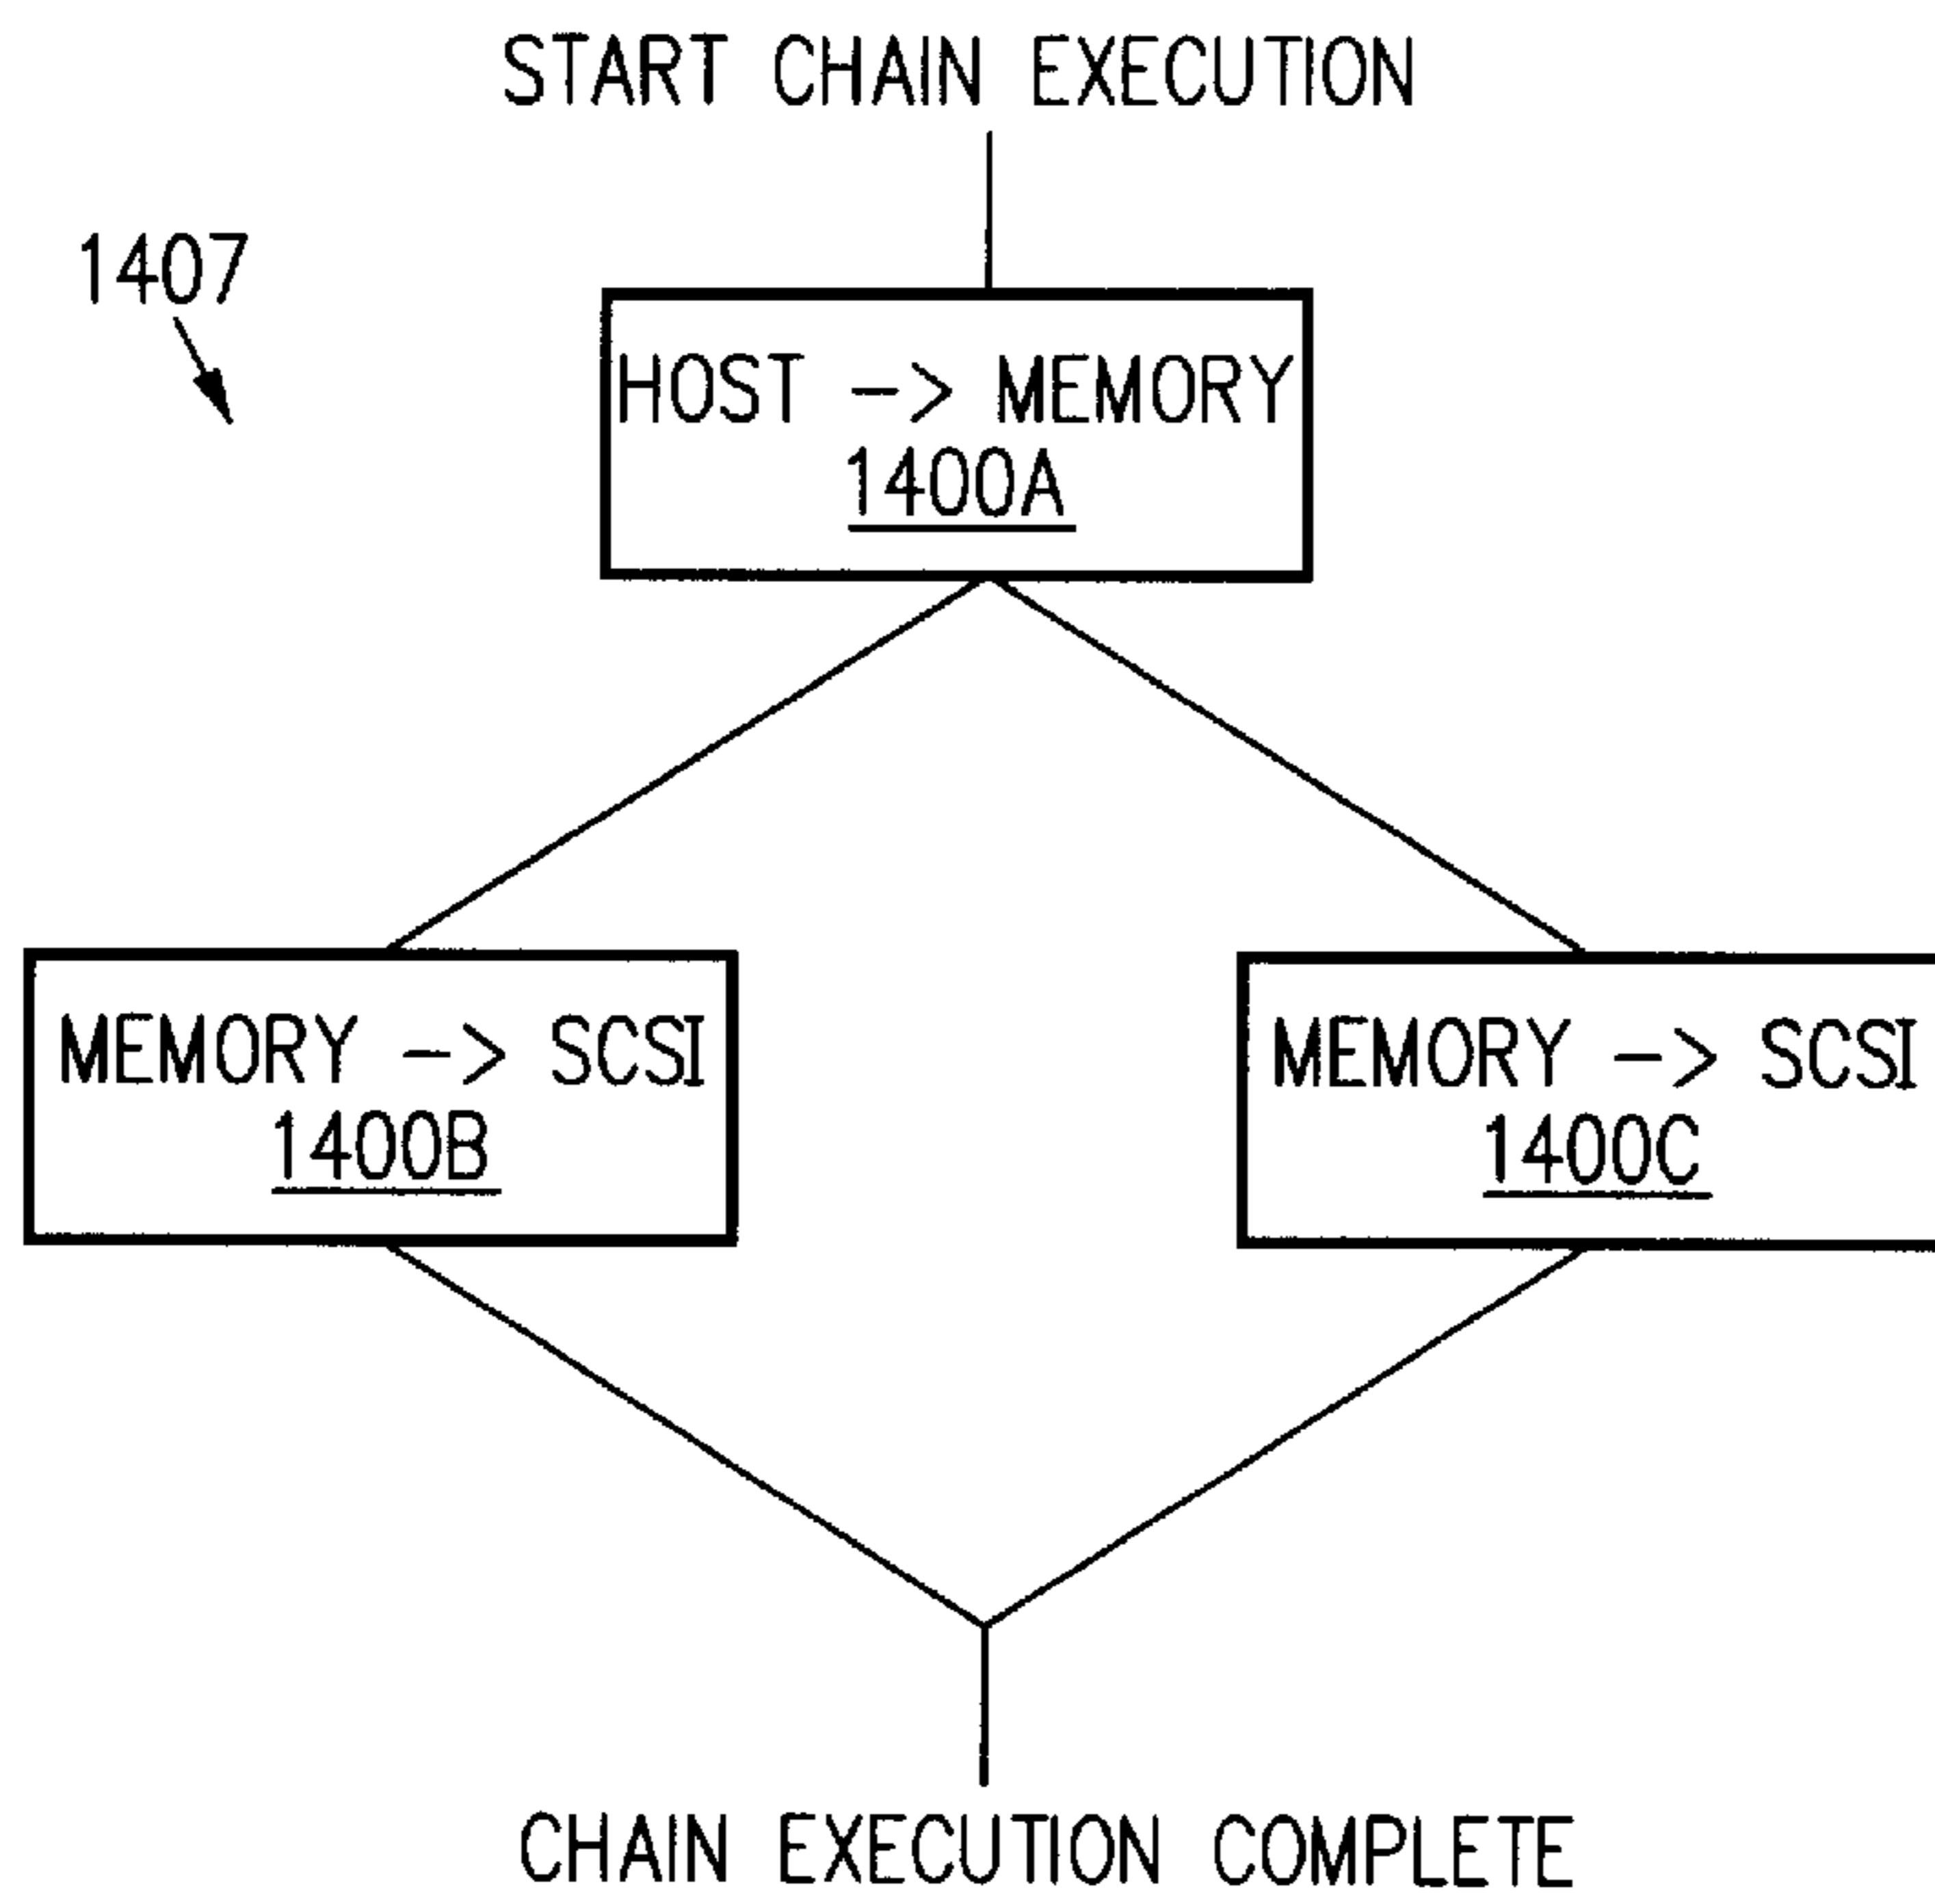 START CHAIN EXECUTION
1407
HOST -> MEMORY
1400A
MEMORY -> SCSI
1400B
MEMORY -> SCSI
1400C
CHAIN EXECUTION COMPLETE